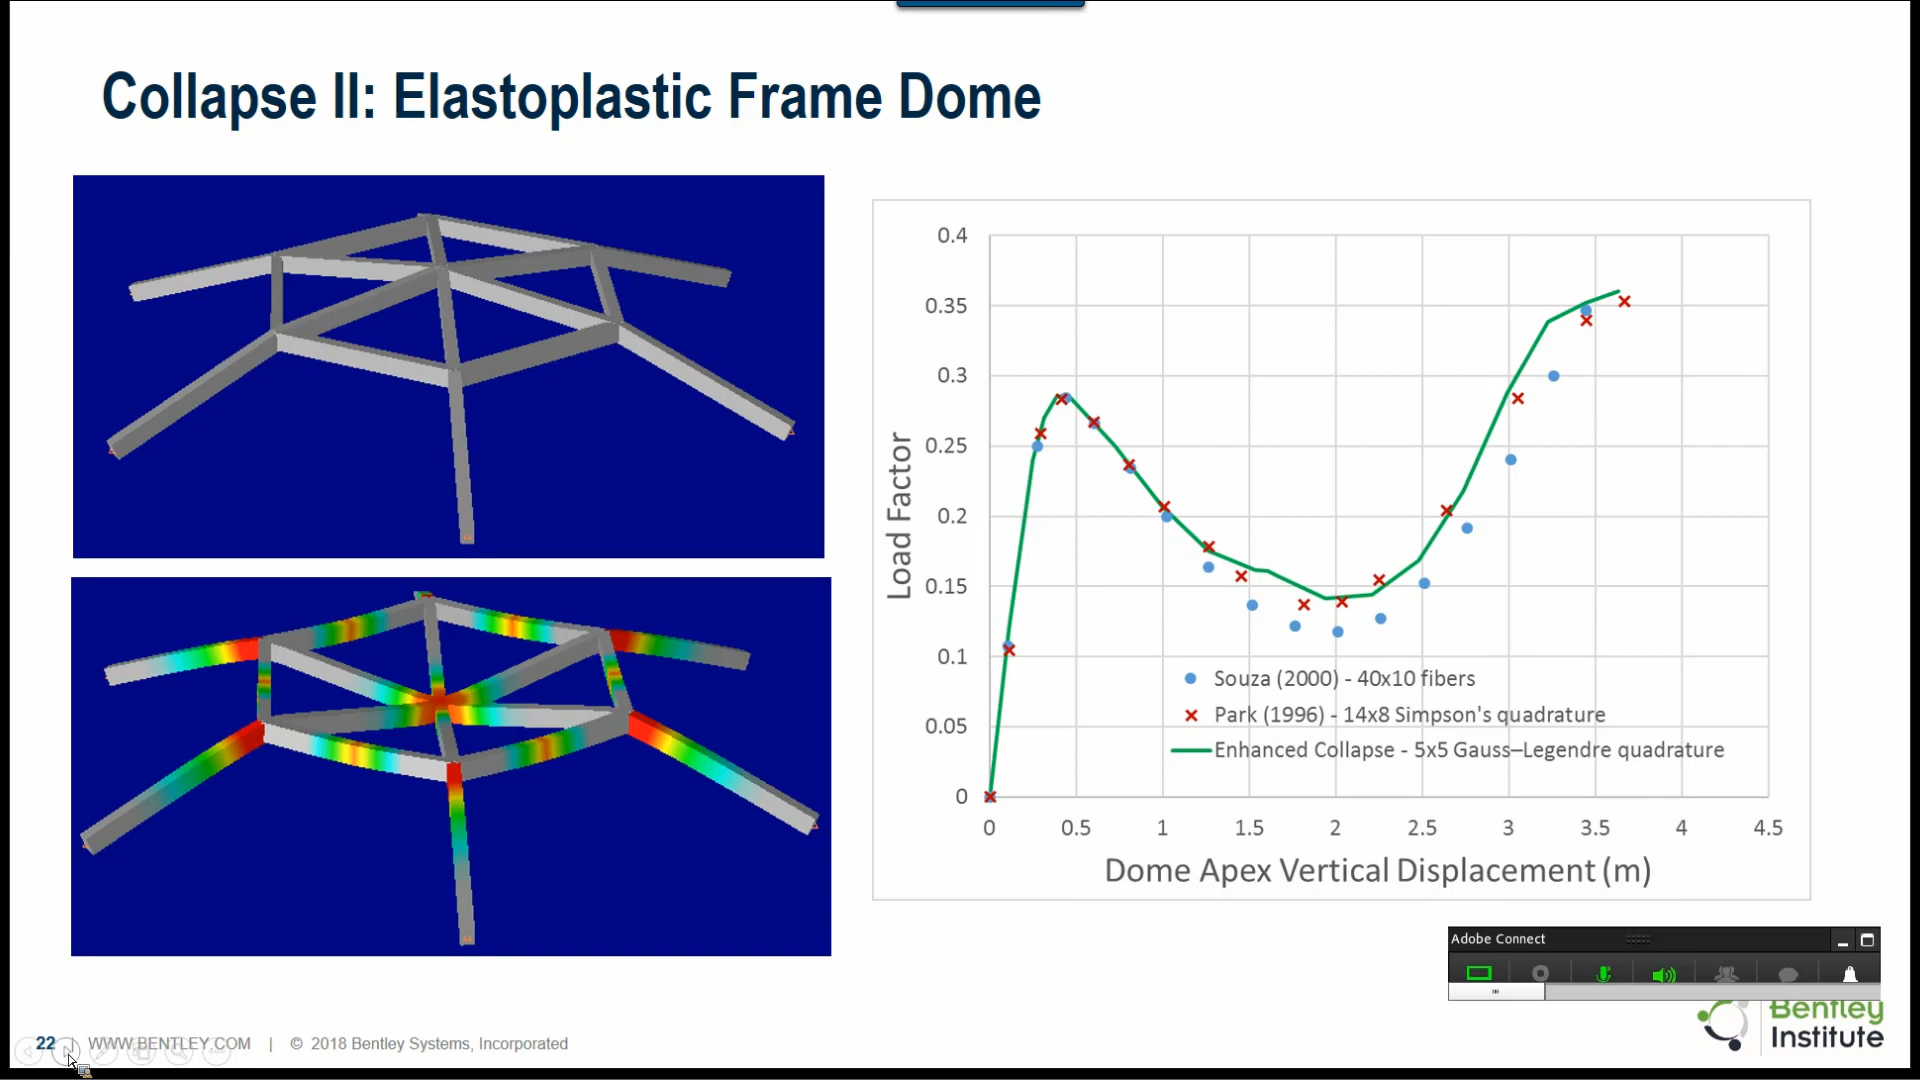 Collapse II: Elastoplastic Frame Dome
0.4
0.35
0.3
0.25
0.2
0.15
0.1
0.05
0
Load Factor
Souza (2000) - 40x10 fibers
Park (1996) - 14x8 Simpson's quadrature
Enhanced Collapse - 5x5 Gauss–Legendre quadrature
0 0.5 1 1.5 2 2.5 3 3.5 4 4.5
Dome Apex Vertical Displacement (m)
Adobe Connect
Bentley
Institute
22 | WWW.BENTLEY.COM | © 2018 Bentley Systems, Incorporated